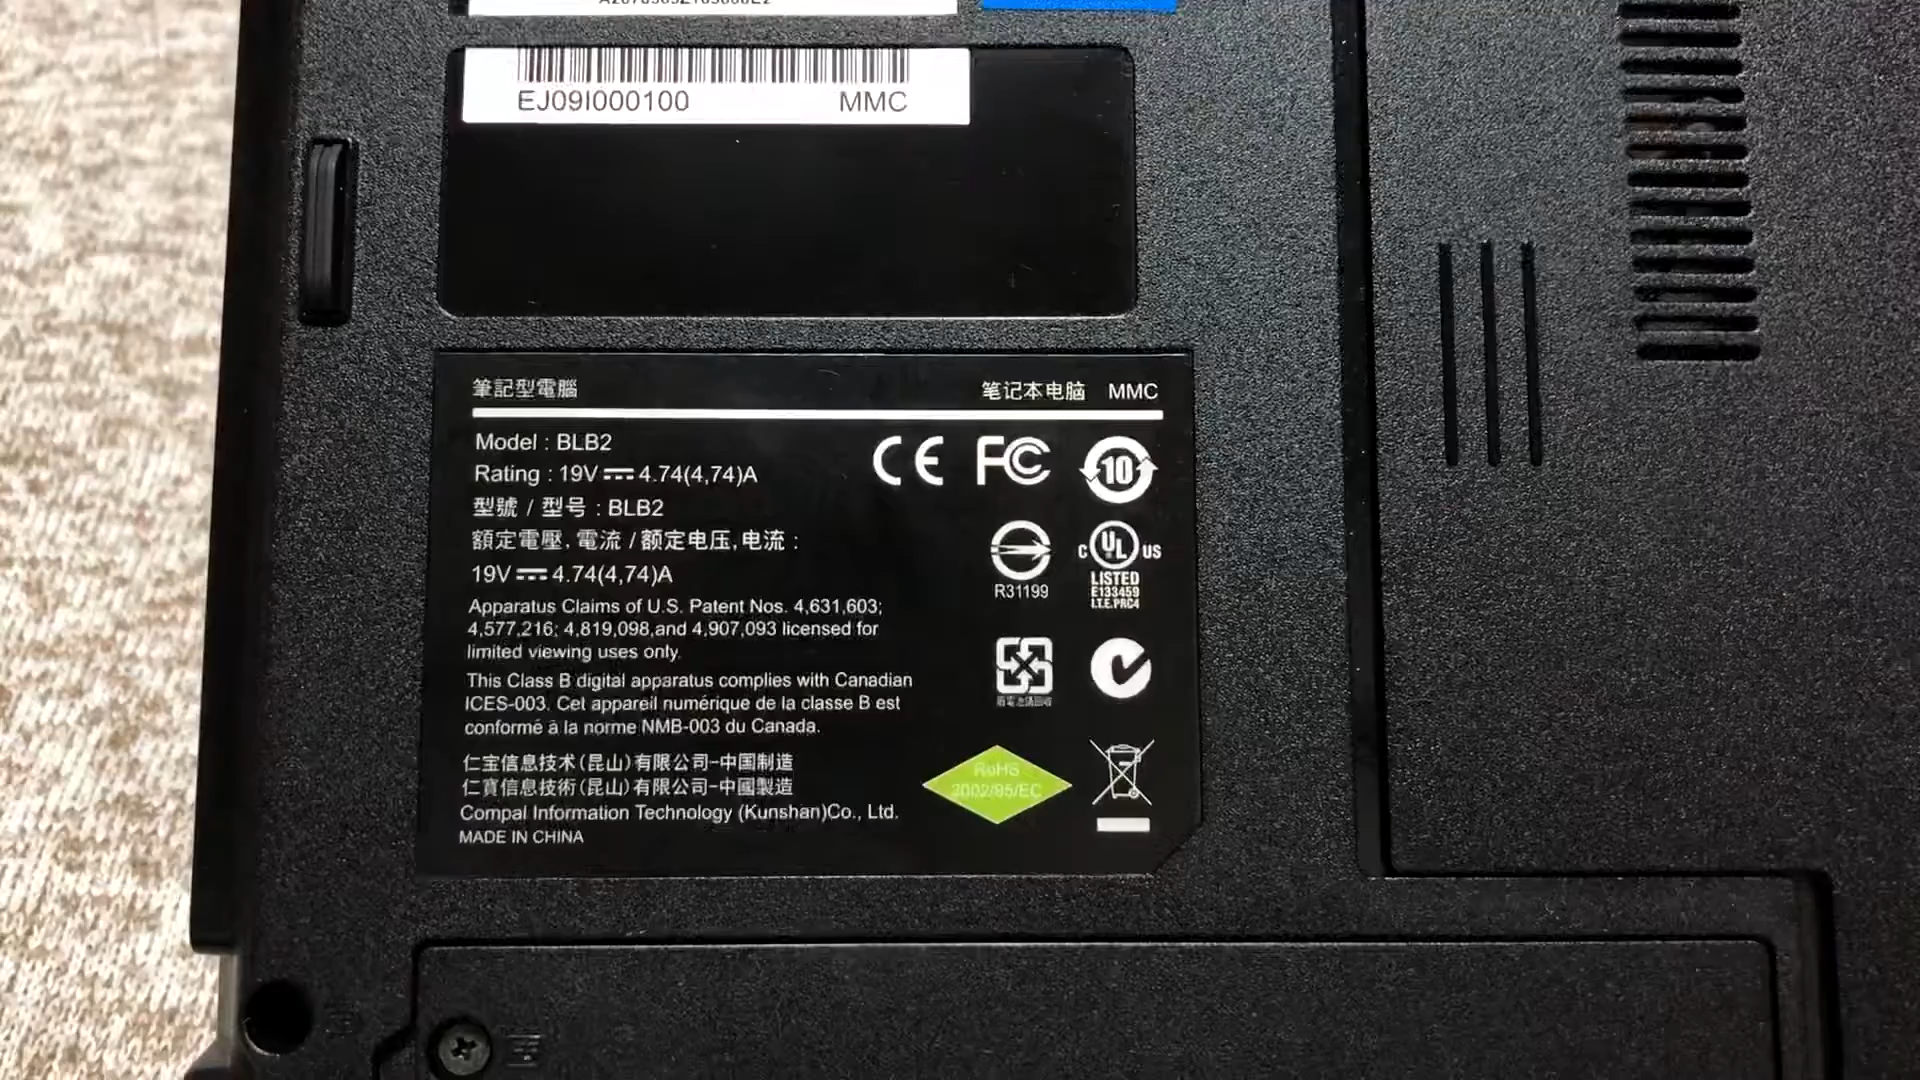 EJ09I000100 MMC
筆記型電腦 笔记本电脑 MMC
Model : BLB2
Rating : 19V 4.74(4,74)A
型號 / 型号 : BLB2
額定電壓, 電流 / 额定电压, 电流 :
19V 4.74(4,74)A
CE FC 10
R31199
C UL US
LISTED
E133459
I.T.E.PRC4
Apparatus Claims of U.S. Patent Nos. 4,631,603;
4,577,216; 4,819,098,and 4,907,093 licensed for
limited viewing uses only.
This Class B digital apparatus complies with Canadian
ICES-003. Cet appareil numérique de la classe B est
conformé à la norme NMB-003 du Canada.
廢電池請回收
仁宝信息技术(昆山)有限公司-中国制造
仁寶信息技術(昆山)有限公司-中國製造
Compal Information Technology (Kunshan)Co., Ltd.
MADE IN CHINA
RoHS
2002/95/EC